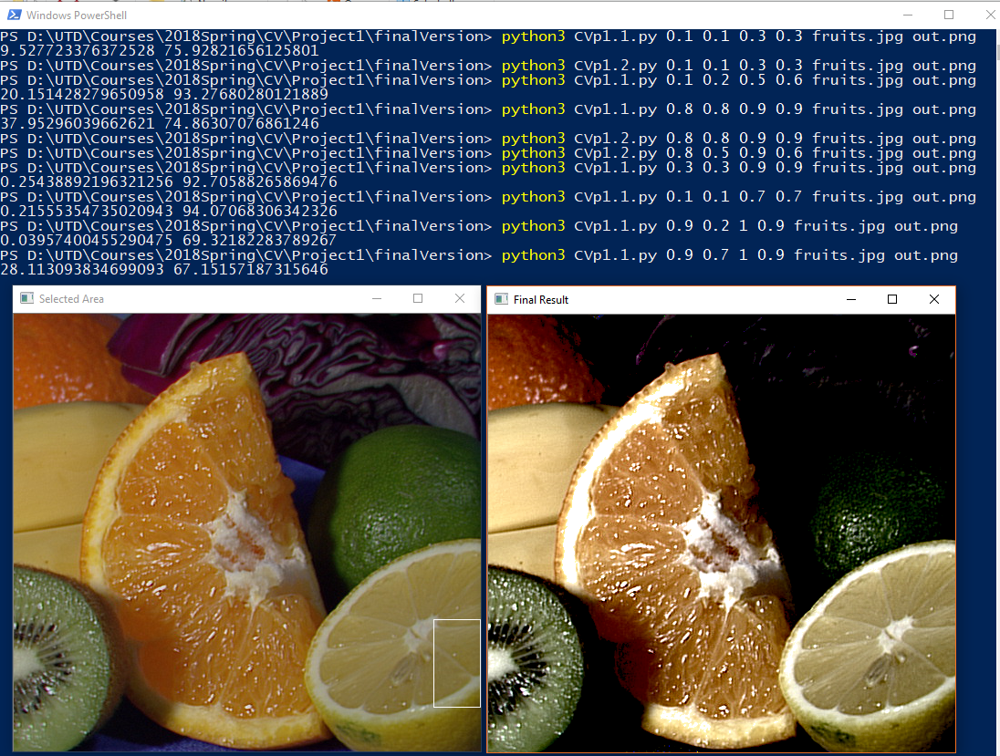 Windows PowerShell
PS D:\UTD\Courses\2018Spring\CV\Project1\finalVersion> python3 CVp1.1.py 0.1 0.1 0.3 0.3 fruits.jpg out.png
9.527723376372528 75.92821656125801
PS D:\UTD\Courses\2018Spring\CV\Project1\finalVersion> python3 CVp1.2.py 0.1 0.1 0.3 0.3 fruits.jpg out.png
PS D:\UTD\Courses\2018Spring\CV\Project1\finalVersion> python3 CVp1.1.py 0.1 0.2 0.5 0.6 fruits.jpg out.png
20.151428279650958 93.27680280121889
PS D:\UTD\Courses\2018Spring\CV\Project1\finalVersion> python3 CVp1.1.py 0.8 0.8 0.9 0.9 fruits.jpg out.png
37.95296039662621 74.86307076861246
PS D:\UTD\Courses\2018Spring\CV\Project1\finalVersion> python3 CVp1.2.py 0.8 0.8 0.9 0.9 fruits.jpg out.png
PS D:\UTD\Courses\2018Spring\CV\Project1\finalVersion> python3 CVp1.2.py 0.8 0.5 0.9 0.6 fruits.jpg out.png
PS D:\UTD\Courses\2018Spring\CV\Project1\finalVersion> python3 CVp1.1.py 0.3 0.3 0.9 0.9 fruits.jpg out.png
0.25438892196321256 92.70588265869476
PS D:\UTD\Courses\2018Spring\CV\Project1\finalVersion> python3 CVp1.1.py 0.1 0.1 0.7 0.7 fruits.jpg out.png
0.21555354735020943 94.07068306342326
PS D:\UTD\Courses\2018Spring\CV\Project1\finalVersion> python3 CVp1.1.py 0.9 0.2 1 0.9 fruits.jpg out.png
0.03957400455290475 69.32182283789267
PS D:\UTD\Courses\2018Spring\CV\Project1\finalVersion> python3 CVp1.1.py 0.9 0.7 1 0.9 fruits.jpg out.png
28.113093834699093 67.15157187315646
Selected Area
Final Result